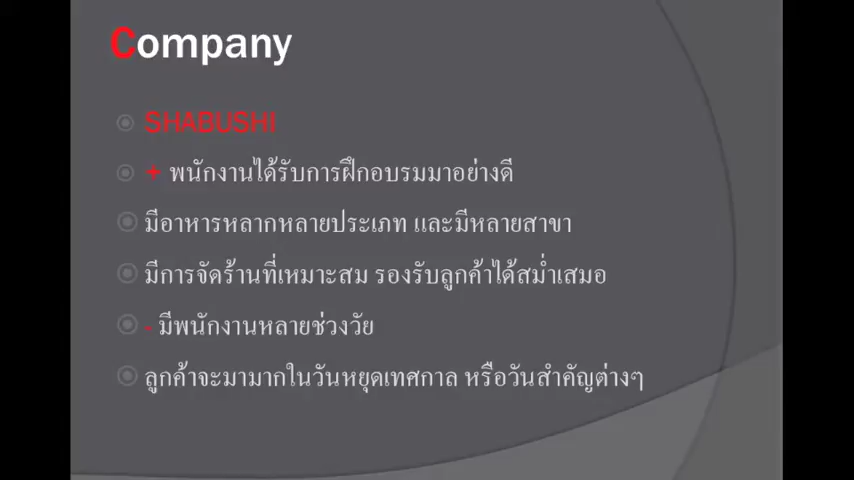 Company
SHABUSHI
+ พนักงานได้รับการฝึกอบรมมาอย่างดี
มีอาหารหลากหลายประเภท และมีหลายสาขา
มีการจัดร้านที่เหมาะสม รองรับลูกค้าได้สม่ำเสมอ
- มีพนักงานหลายช่วงวัย
ลูกค้าจะมามากในวันหยุดเทศกาล หรือวันสำคัญต่างๆ